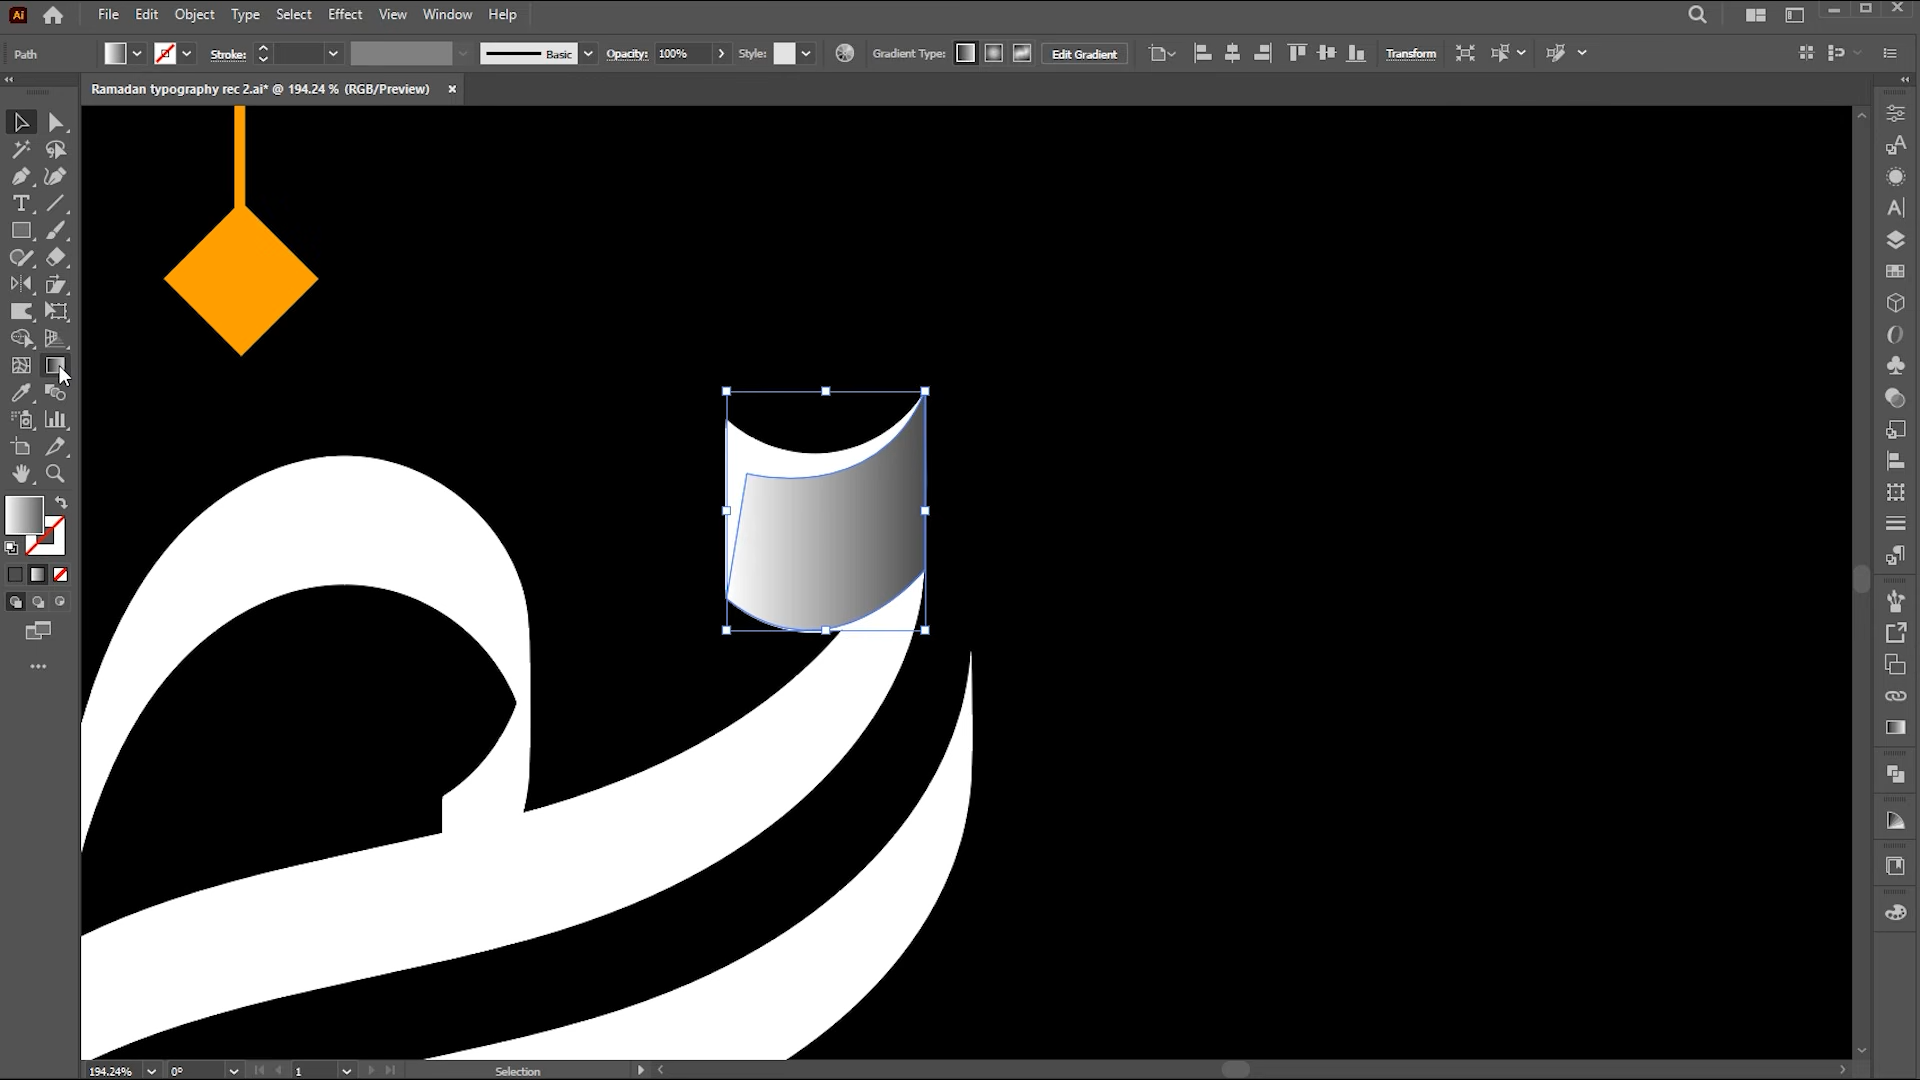 Ai File Edit Object Type Select Effect View Window Help
Path Stroke: Basic Opacity: 100% Style: Gradient Type: Edit Gradient Transform
Ramadan typography rec 2.ai* @ 194.24 % (RGB/Preview) ×
194.24% 0° 1 Selection